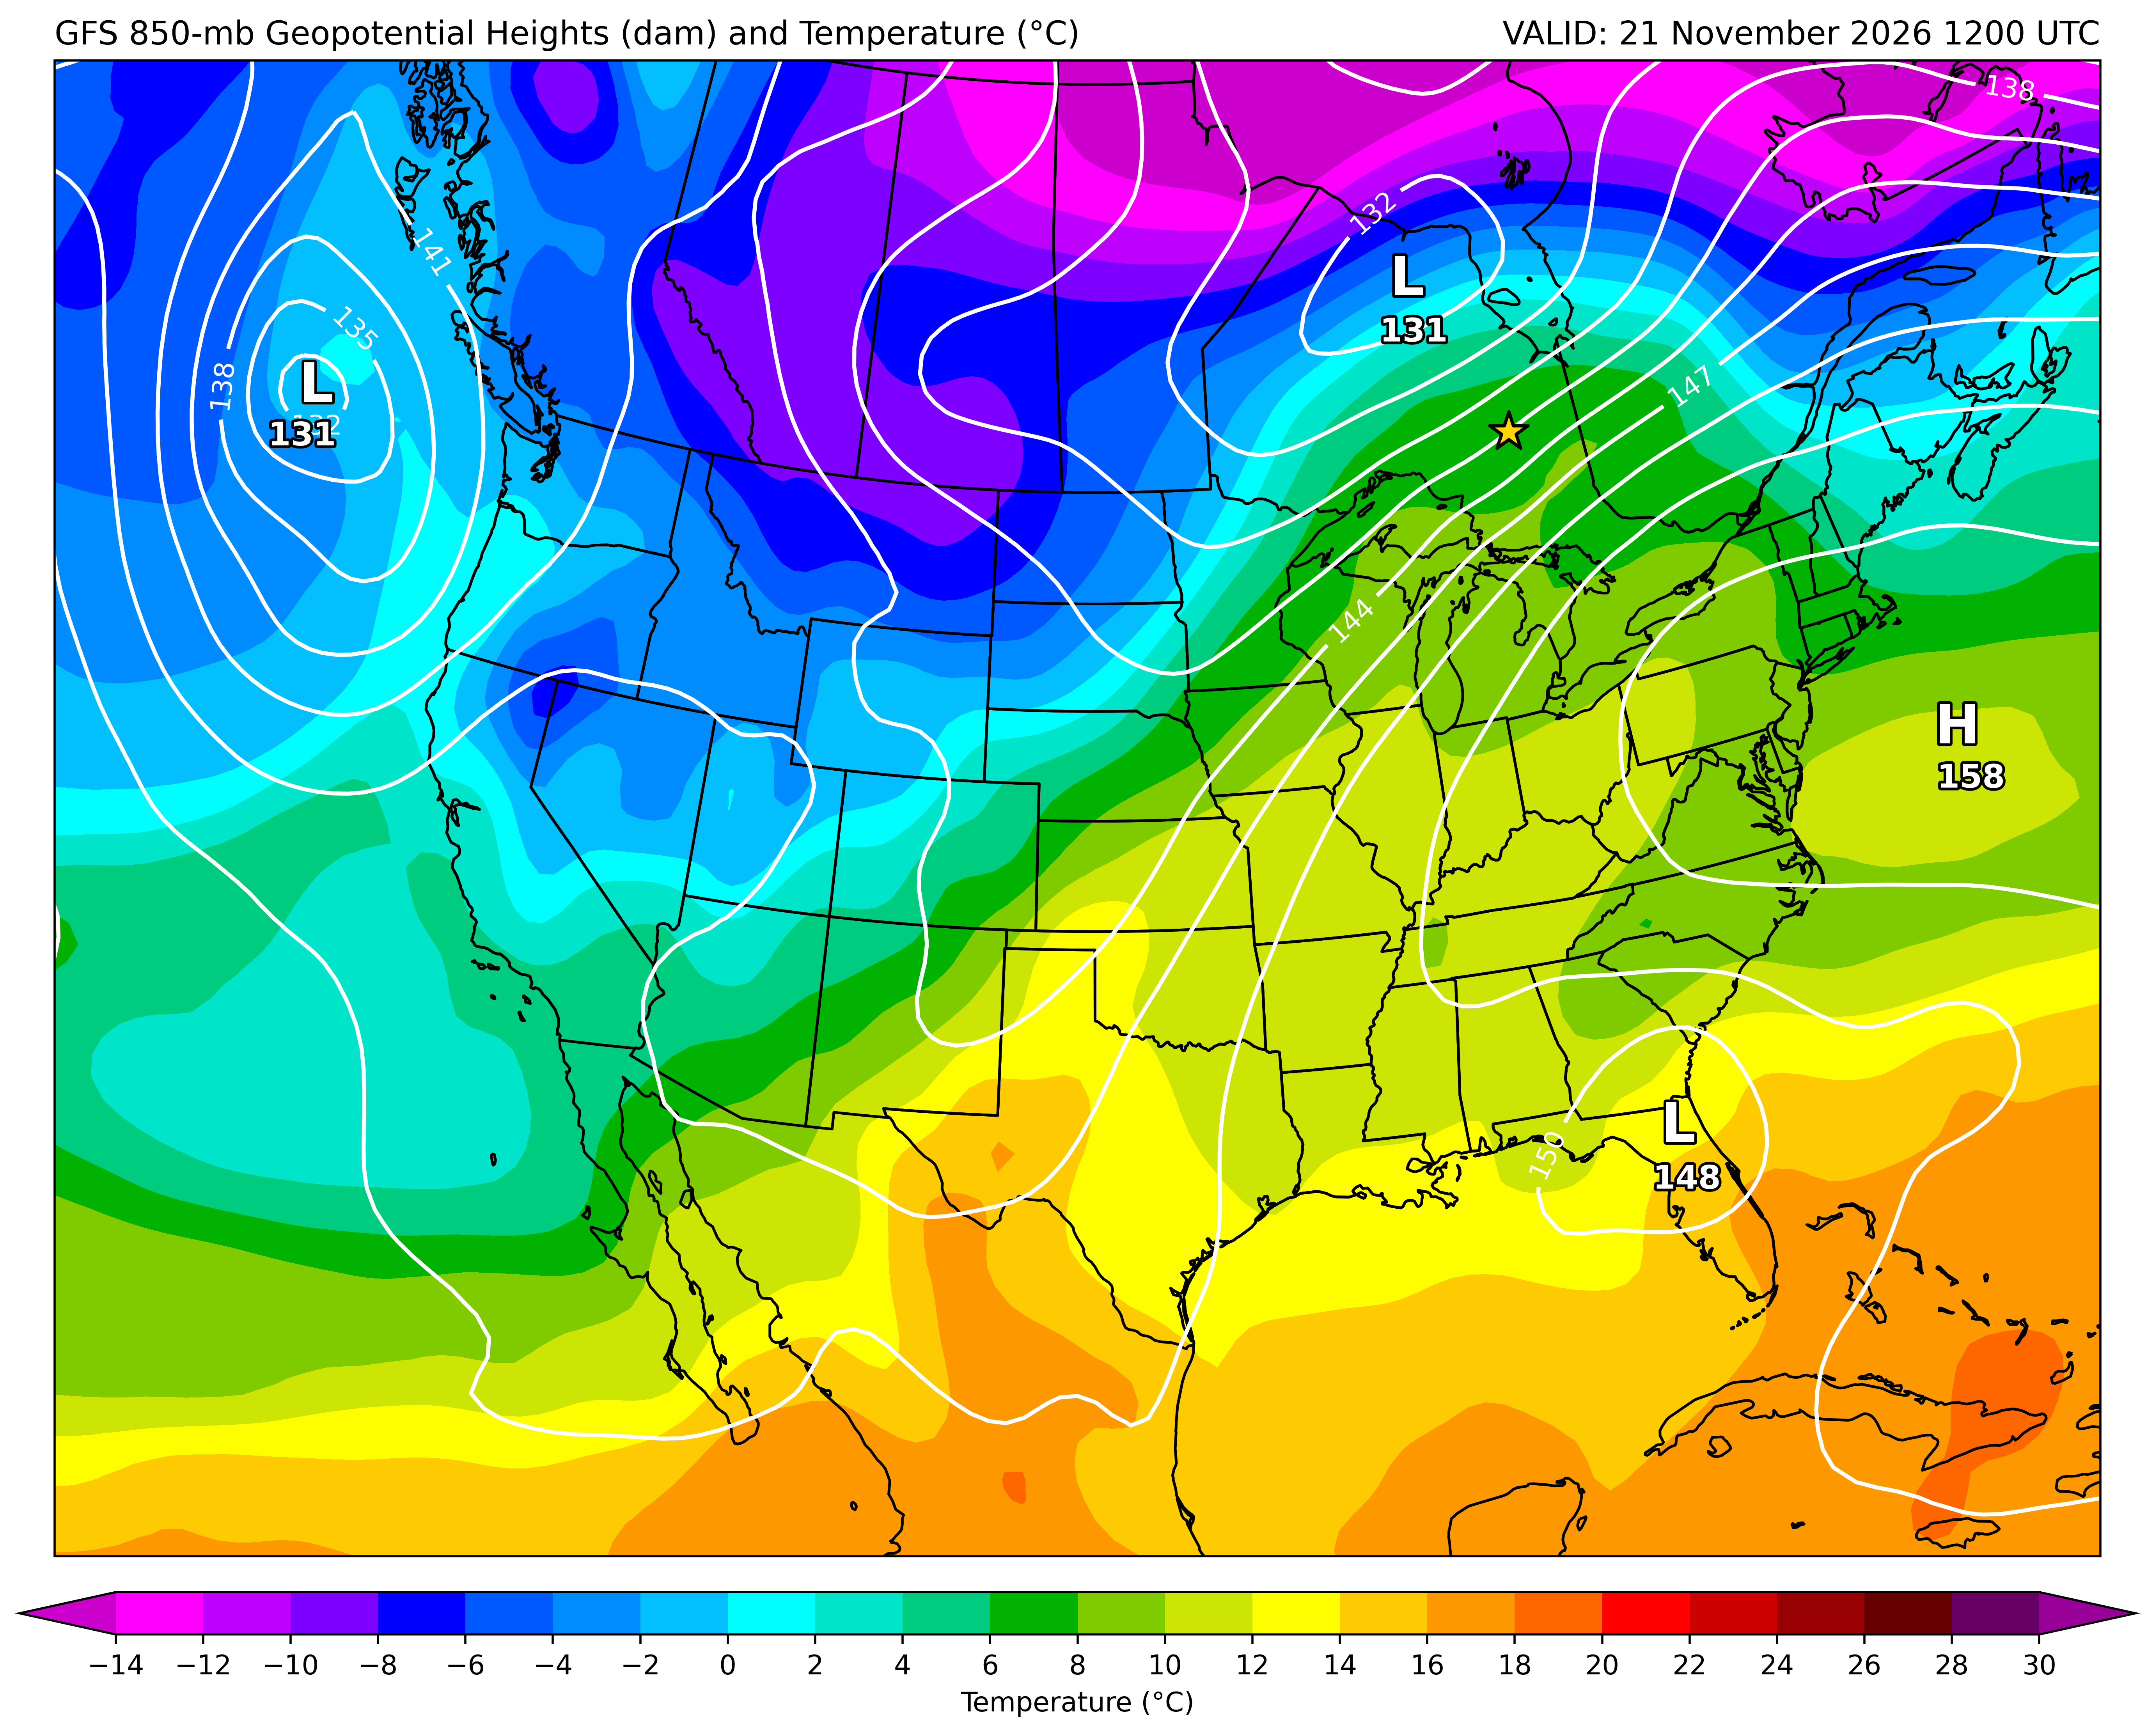 GFS 850-mb Geopotential Heights (dam) and Temperature (°C)
VALID: 21 November 2026 1200 UTC
138
132
141
L
131
135
147
138
L
132
131
144
H
158
L
150
148
−14 −12 −10 −8 −6 −4 −2 0 2 4 6 8 10 12 14 16 18 20 22 24 26 28 30
Temperature (°C)